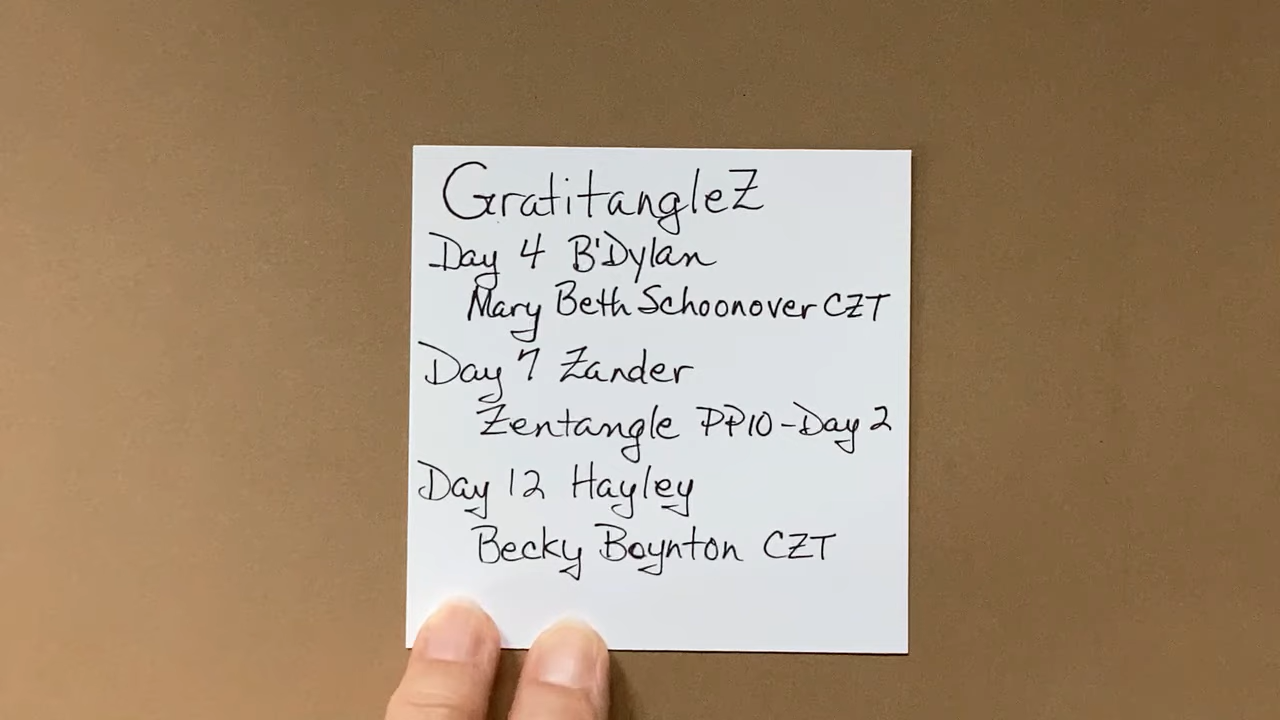 GratitangleZ
Day 4 B'Dylan
Mary Beth Schoonover CZT
Day 7 Zander
Zentangle PP10-Day 2
Day 12 Hayley
Becky Boynton CZT